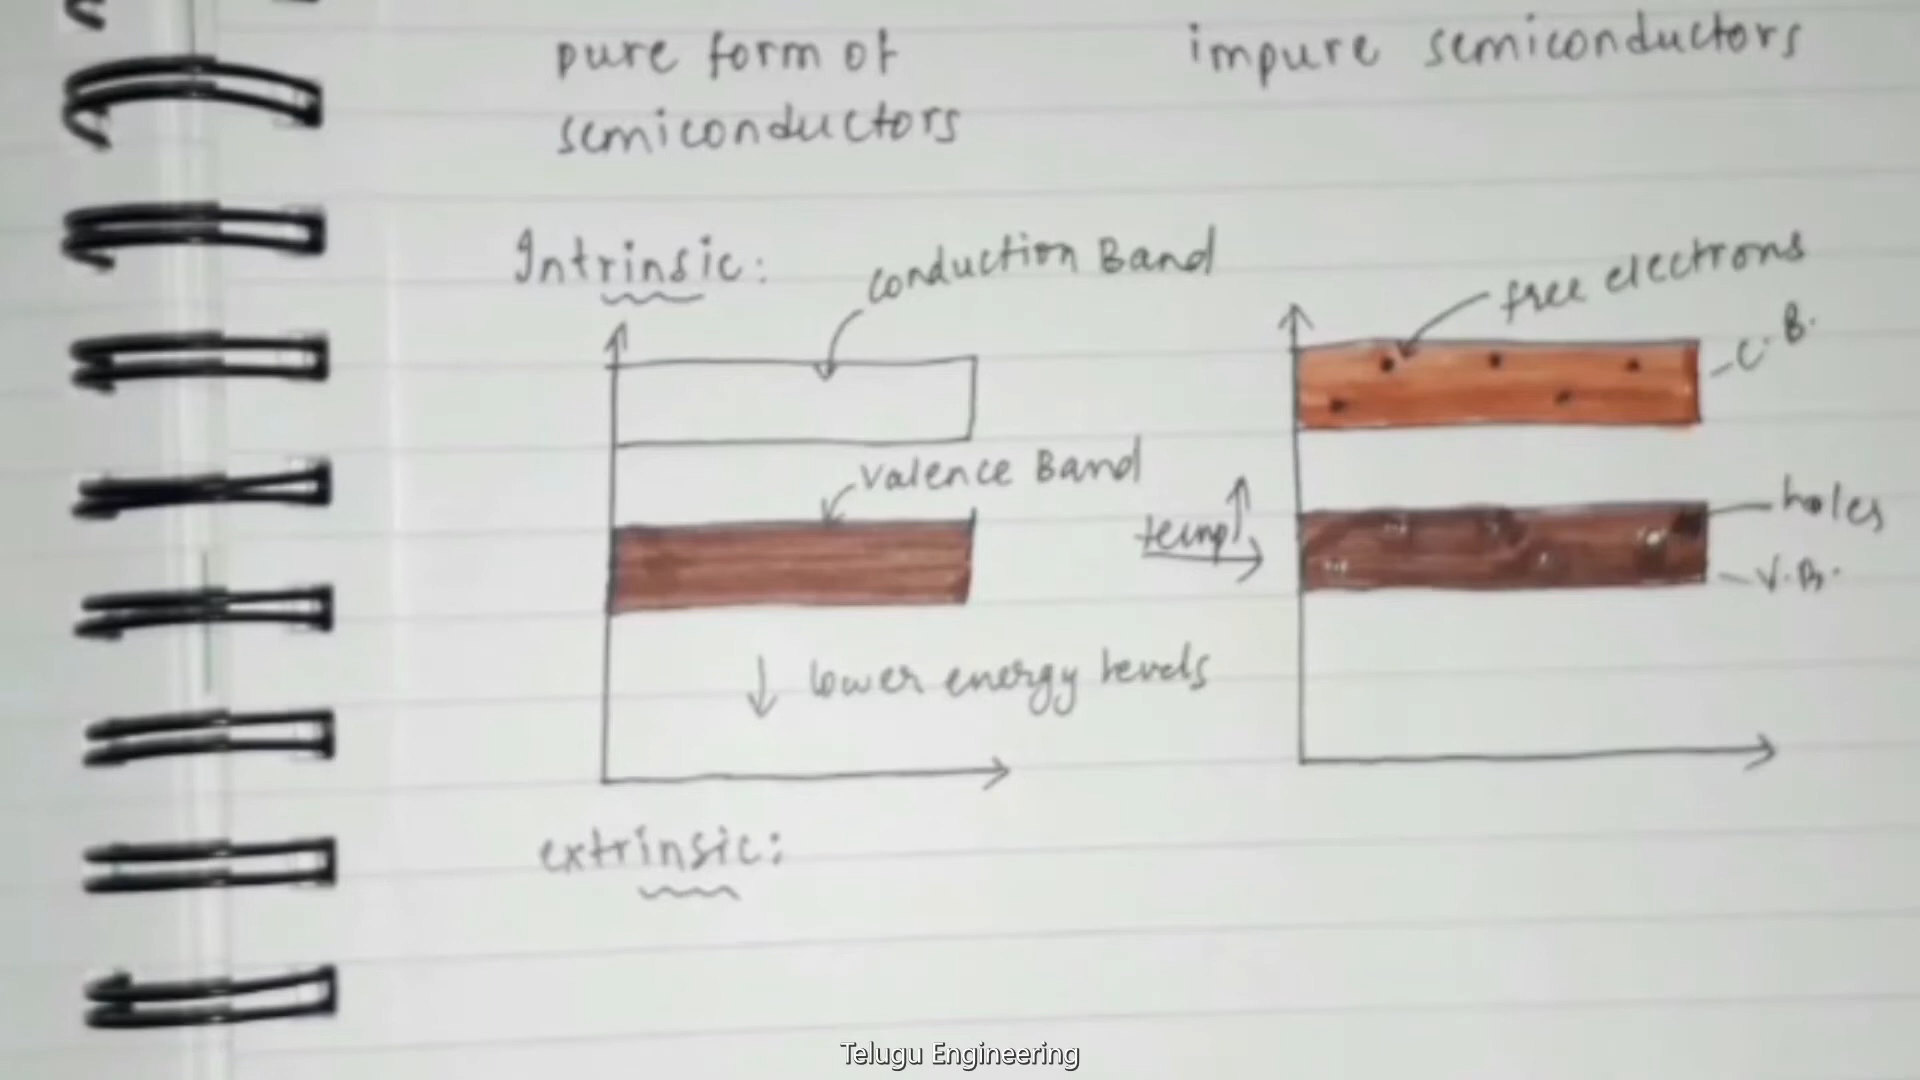 pure form of
semiconductors
impure semiconductors
Intrinsic:
conduction Band
free electrons
C.B.
Valence Band
temp↑
holes
V.B.
↓ lower energy levels
extrinsic:
Telugu Engineering